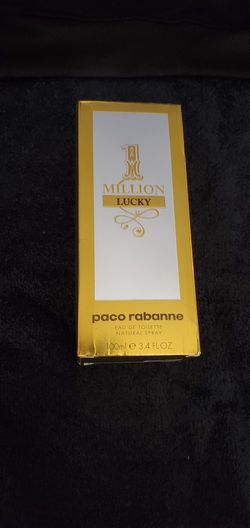 1
MILLION
LUCKY
paco rabanne
EAU DE TOILETTE
NATURAL SPRAY
100ml e 3.4 FL.OZ